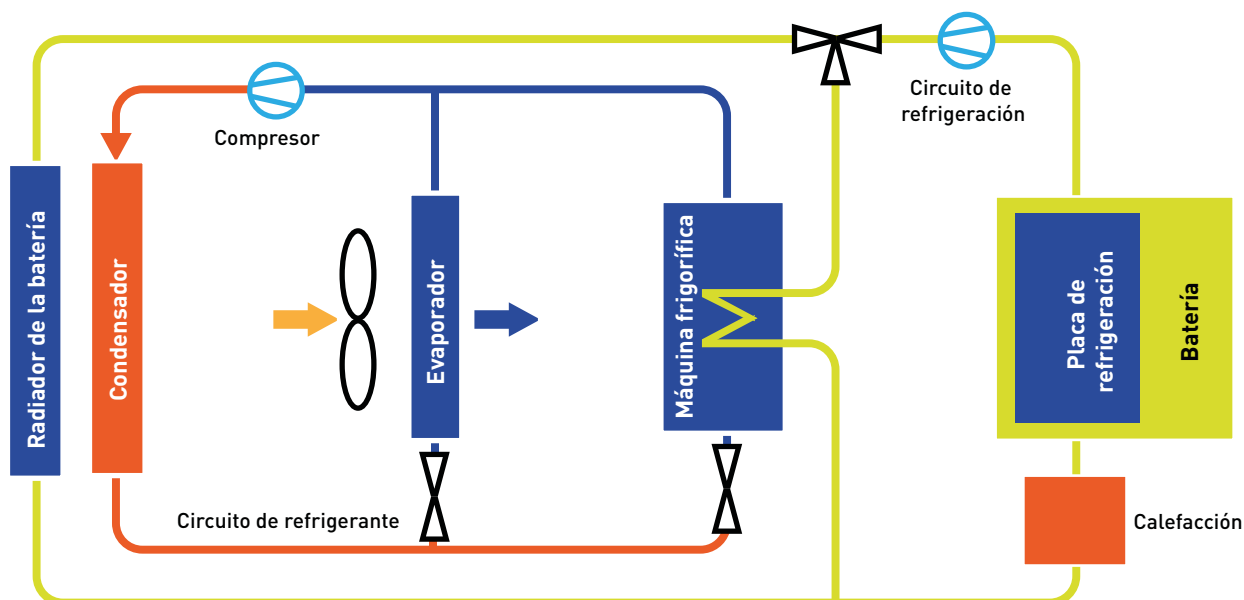 Circuito de
refrigeración
Compresor
Radiador de la batería
Condensador
Evaporador
Máquina frigorífica
Placa de
refrigeración
Batería
Circuito de refrigerante
Calefacción